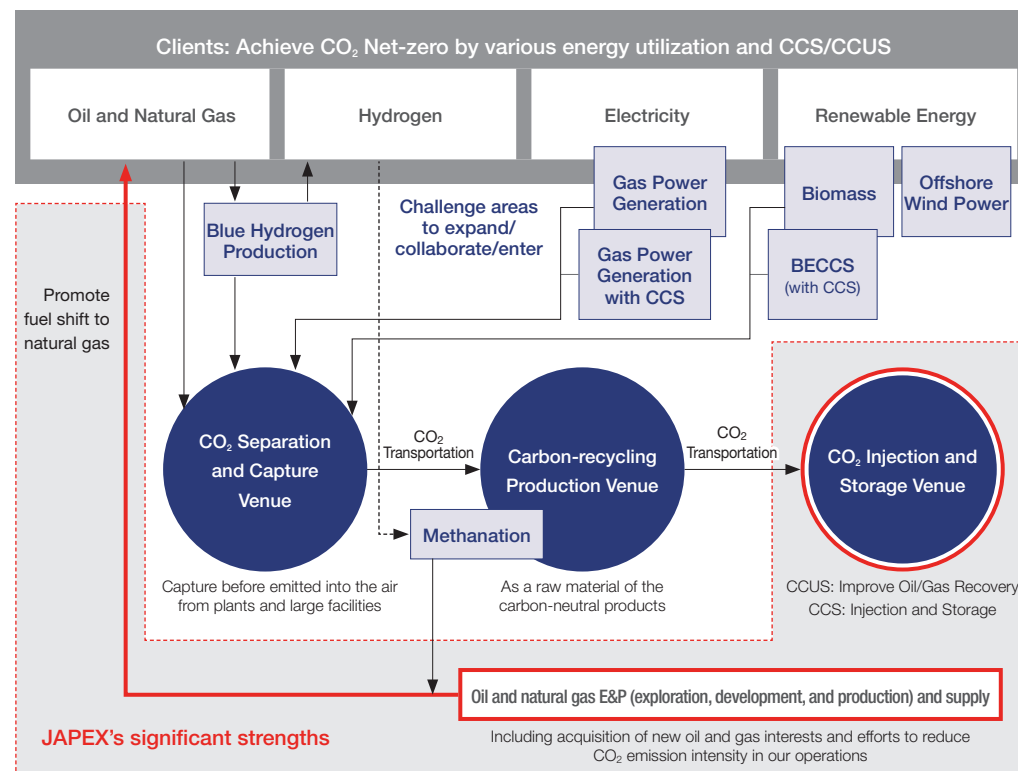 Clients: Achieve CO₂ Net-zero by various energy utilization and CCS/CCUS
Oil and Natural Gas
Hydrogen
Electricity
Renewable Energy
Gas Power
Generation
Biomass
Offshore
Wind Power
Blue Hydrogen
Production
Challenge areas
to expand/
collaborate/enter
Gas Power
Generation
with CCS
BECCS
(with CCS)
Promote
fuel shift to
natural gas
CO₂ Separation
and Capture
Venue
CO₂
Transportation
Carbon-recycling
Production Venue
CO₂
Transportation
CO₂ Injection and
Storage Venue
Methanation
Capture before emitted into the air
from plants and large facilities
As a raw material of the
carbon-neutral products
CCUS: Improve Oil/Gas Recovery
CCS: Injection and Storage
Oil and natural gas E&P (exploration, development, and production) and supply
JAPEX's significant strengths
Including acquisition of new oil and gas interests and efforts to reduce
CO₂ emission intensity in our operations